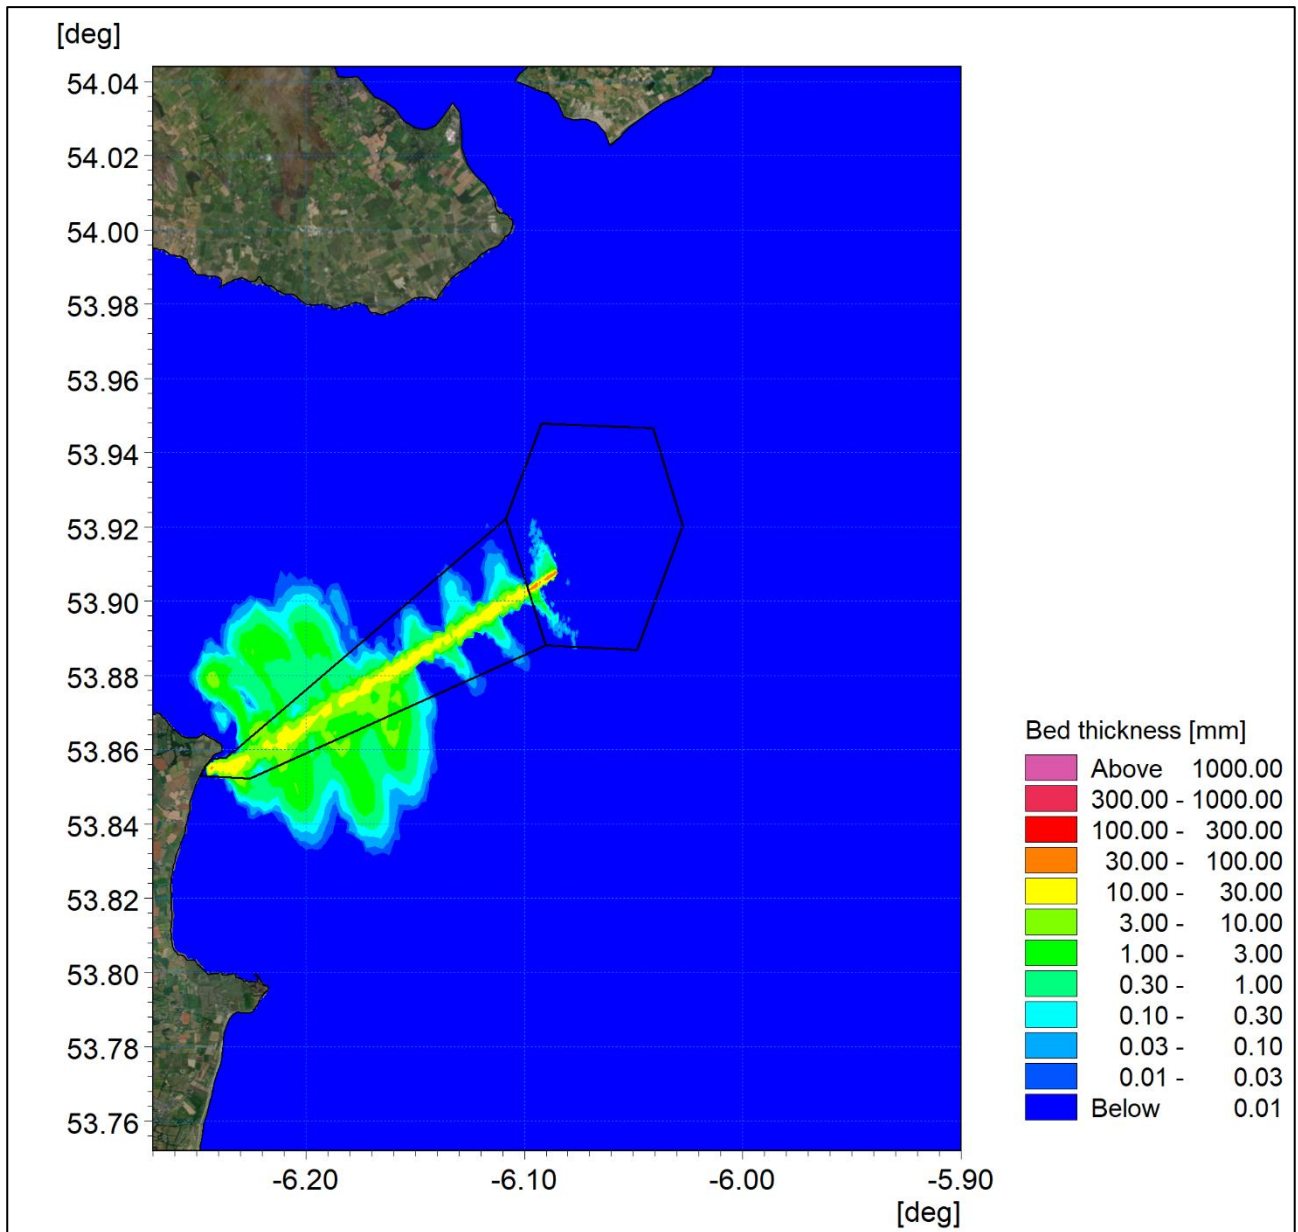 [deg]
54.04
54.02
54.00
53.98
53.96
53.94
53.92
53.90
53.88
53.86
53.84
53.82
53.80
53.78
53.76
-6.20 -6.10 -6.00 -5.90
[deg]
Bed thickness [mm]
Above 1000.00
300.00 - 1000.00
100.00 - 300.00
30.00 - 100.00
10.00 - 30.00
3.00 - 10.00
1.00 - 3.00
0.30 - 1.00
0.10 - 0.30
0.03 - 0.10
0.01 - 0.03
Below 0.01